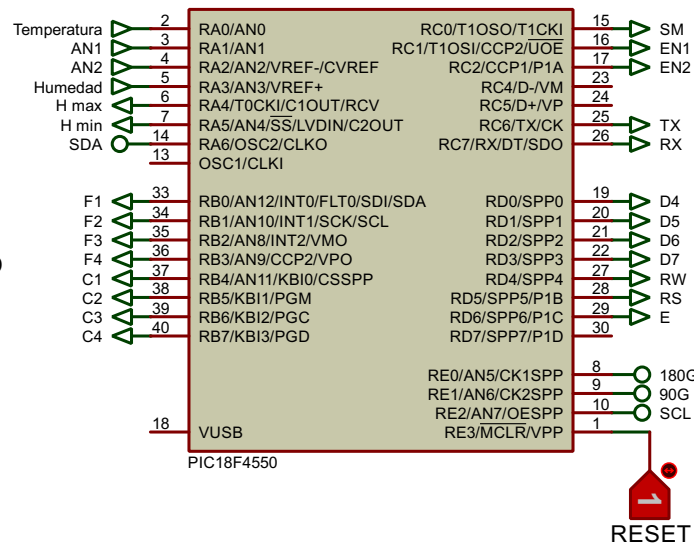 Temperatura 2 RA0/AN0 RC0/T1OSO/T1CKI 15 SM
AN1 3 RA1/AN1 RC1/T1OSI/CCP2/UOE 16 EN1
AN2 4 RA2/AN2/VREF-/CVREF RC2/CCP1/P1A 17 EN2
Humedad 5 RA3/AN3/VREF+ RC4/D-/VM 23
H max 6 RA4/T0CKI/C1OUT/RCV RC5/D+/VP 24
H min 7 RA5/AN4/SS/LVDIN/C2OUT RC6/TX/CK 25 TX
SDA 14 RA6/OSC2/CLKO RC7/RX/DT/SDO 26 RX
13 OSC1/CLKI
F1 33 RB0/AN12/INT0/FLT0/SDI/SDA RD0/SPP0 19 D4
F2 34 RB1/AN10/INT1/SCK/SCL RD1/SPP1 20 D5
F3 35 RB2/AN8/INT2/VMO RD2/SPP2 21 D6
F4 36 RB3/AN9/CCP2/VPO RD3/SPP3 22 D7
C1 37 RB4/AN11/KBI0/CSSPP RD4/SPP4 27 RW
C2 38 RB5/KBI1/PGM RD5/SPP5/P1B 28 RS
C3 39 RB6/KBI2/PGC RD6/SPP6/P1C 29 E
C4 40 RB7/KBI3/PGD RD7/SPP7/P1D 30
RE0/AN5/CK1SPP 8 180G
RE1/AN6/CK2SPP 9 90G
RE2/AN7/OESPP 10 SCL
18 VUSB RE3/MCLR/VPP 1
PIC18F4550
1
RESET